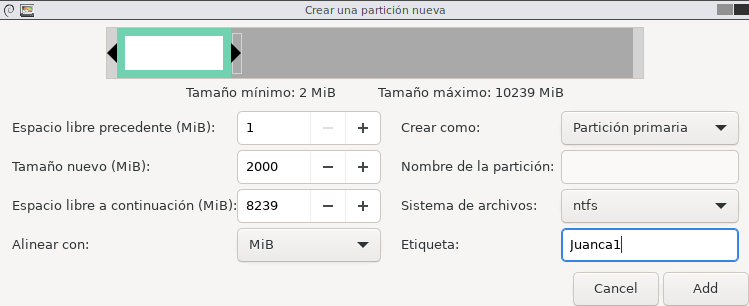 Crear una partición nueva
Tamaño mínimo: 2 MiB Tamaño máximo: 10239 MiB
Espacio libre precedente (MiB): 1 − + Crear como: Partición primaria
Tamaño nuevo (MiB): 2000 − + Nombre de la partición:
Espacio libre a continuación (MiB): 8239 − + Sistema de archivos: ntfs
Alinear con: MiB Etiqueta: Juanca1
Cancel Add